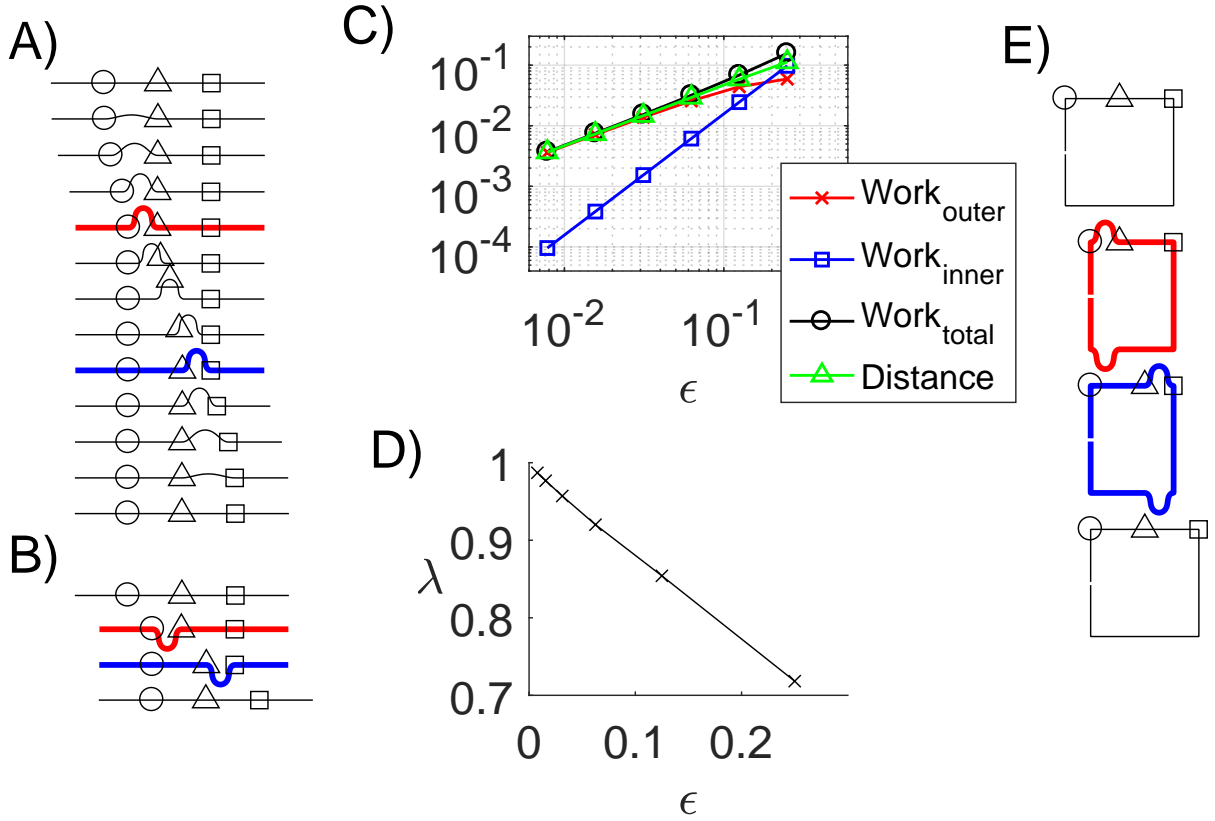 A)
B)
C)
10^-1
10^-2
10^-3
10^-4
10^-2
10^-1
ϵ
Work_outer
Work_inner
Work_total
Distance
D)
1
0.9
0.8
0.7
λ
0
0.1
0.2
ϵ
E)